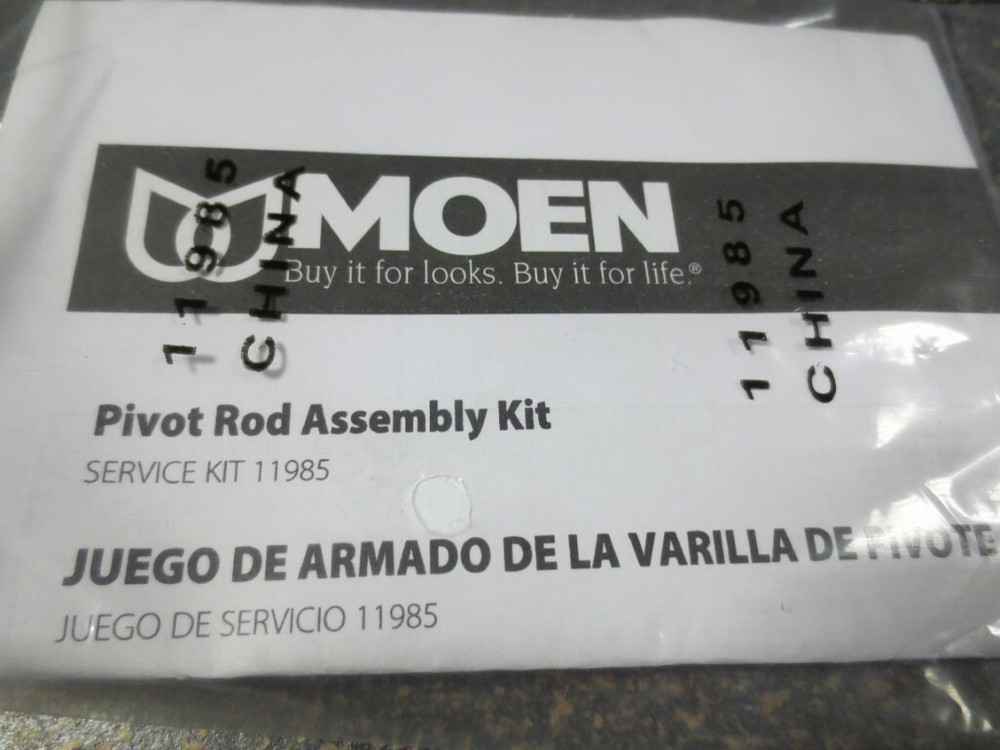 MOEN
Buy it for looks. Buy it for life.®
11985
CHINA
11985
CHINA
Pivot Rod Assembly Kit
SERVICE KIT 11985
JUEGO DE ARMADO DE LA VARILLA DE PIVOTE
JUEGO DE SERVICIO 11985